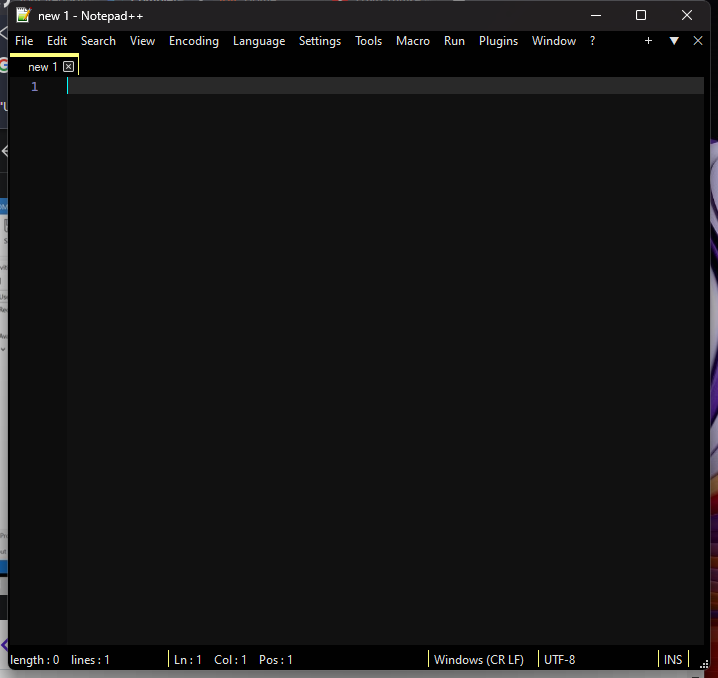 new 1 - Notepad++
File Edit Search View Encoding Language Settings Tools Macro Run Plugins Window ? + ▼ ✕
new 1
1
length : 0 lines : 1 Ln : 1 Col : 1 Pos : 1 Windows (CR LF) UTF-8 INS